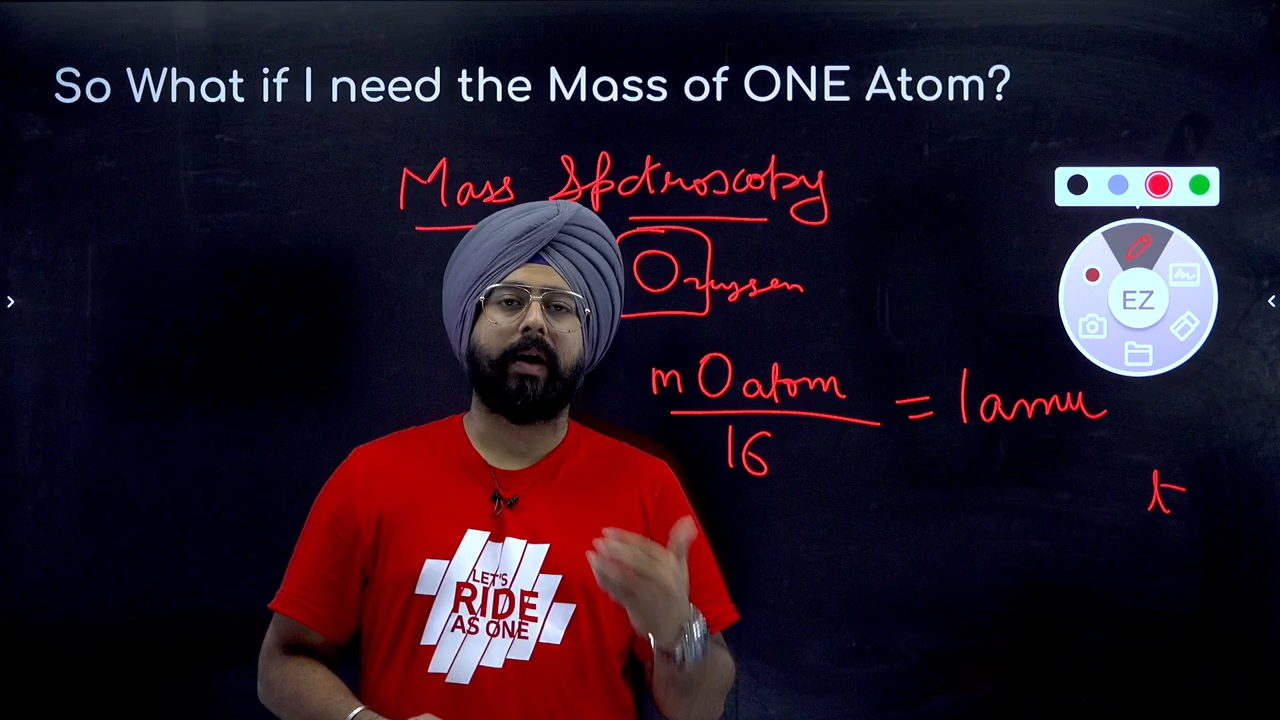 So What if I need the Mass of ONE Atom?
Mass Spctroscopy
Oxygen
m O atom
16
= 1 amu
t
EZ
LET'S
RIDE
AS ONE